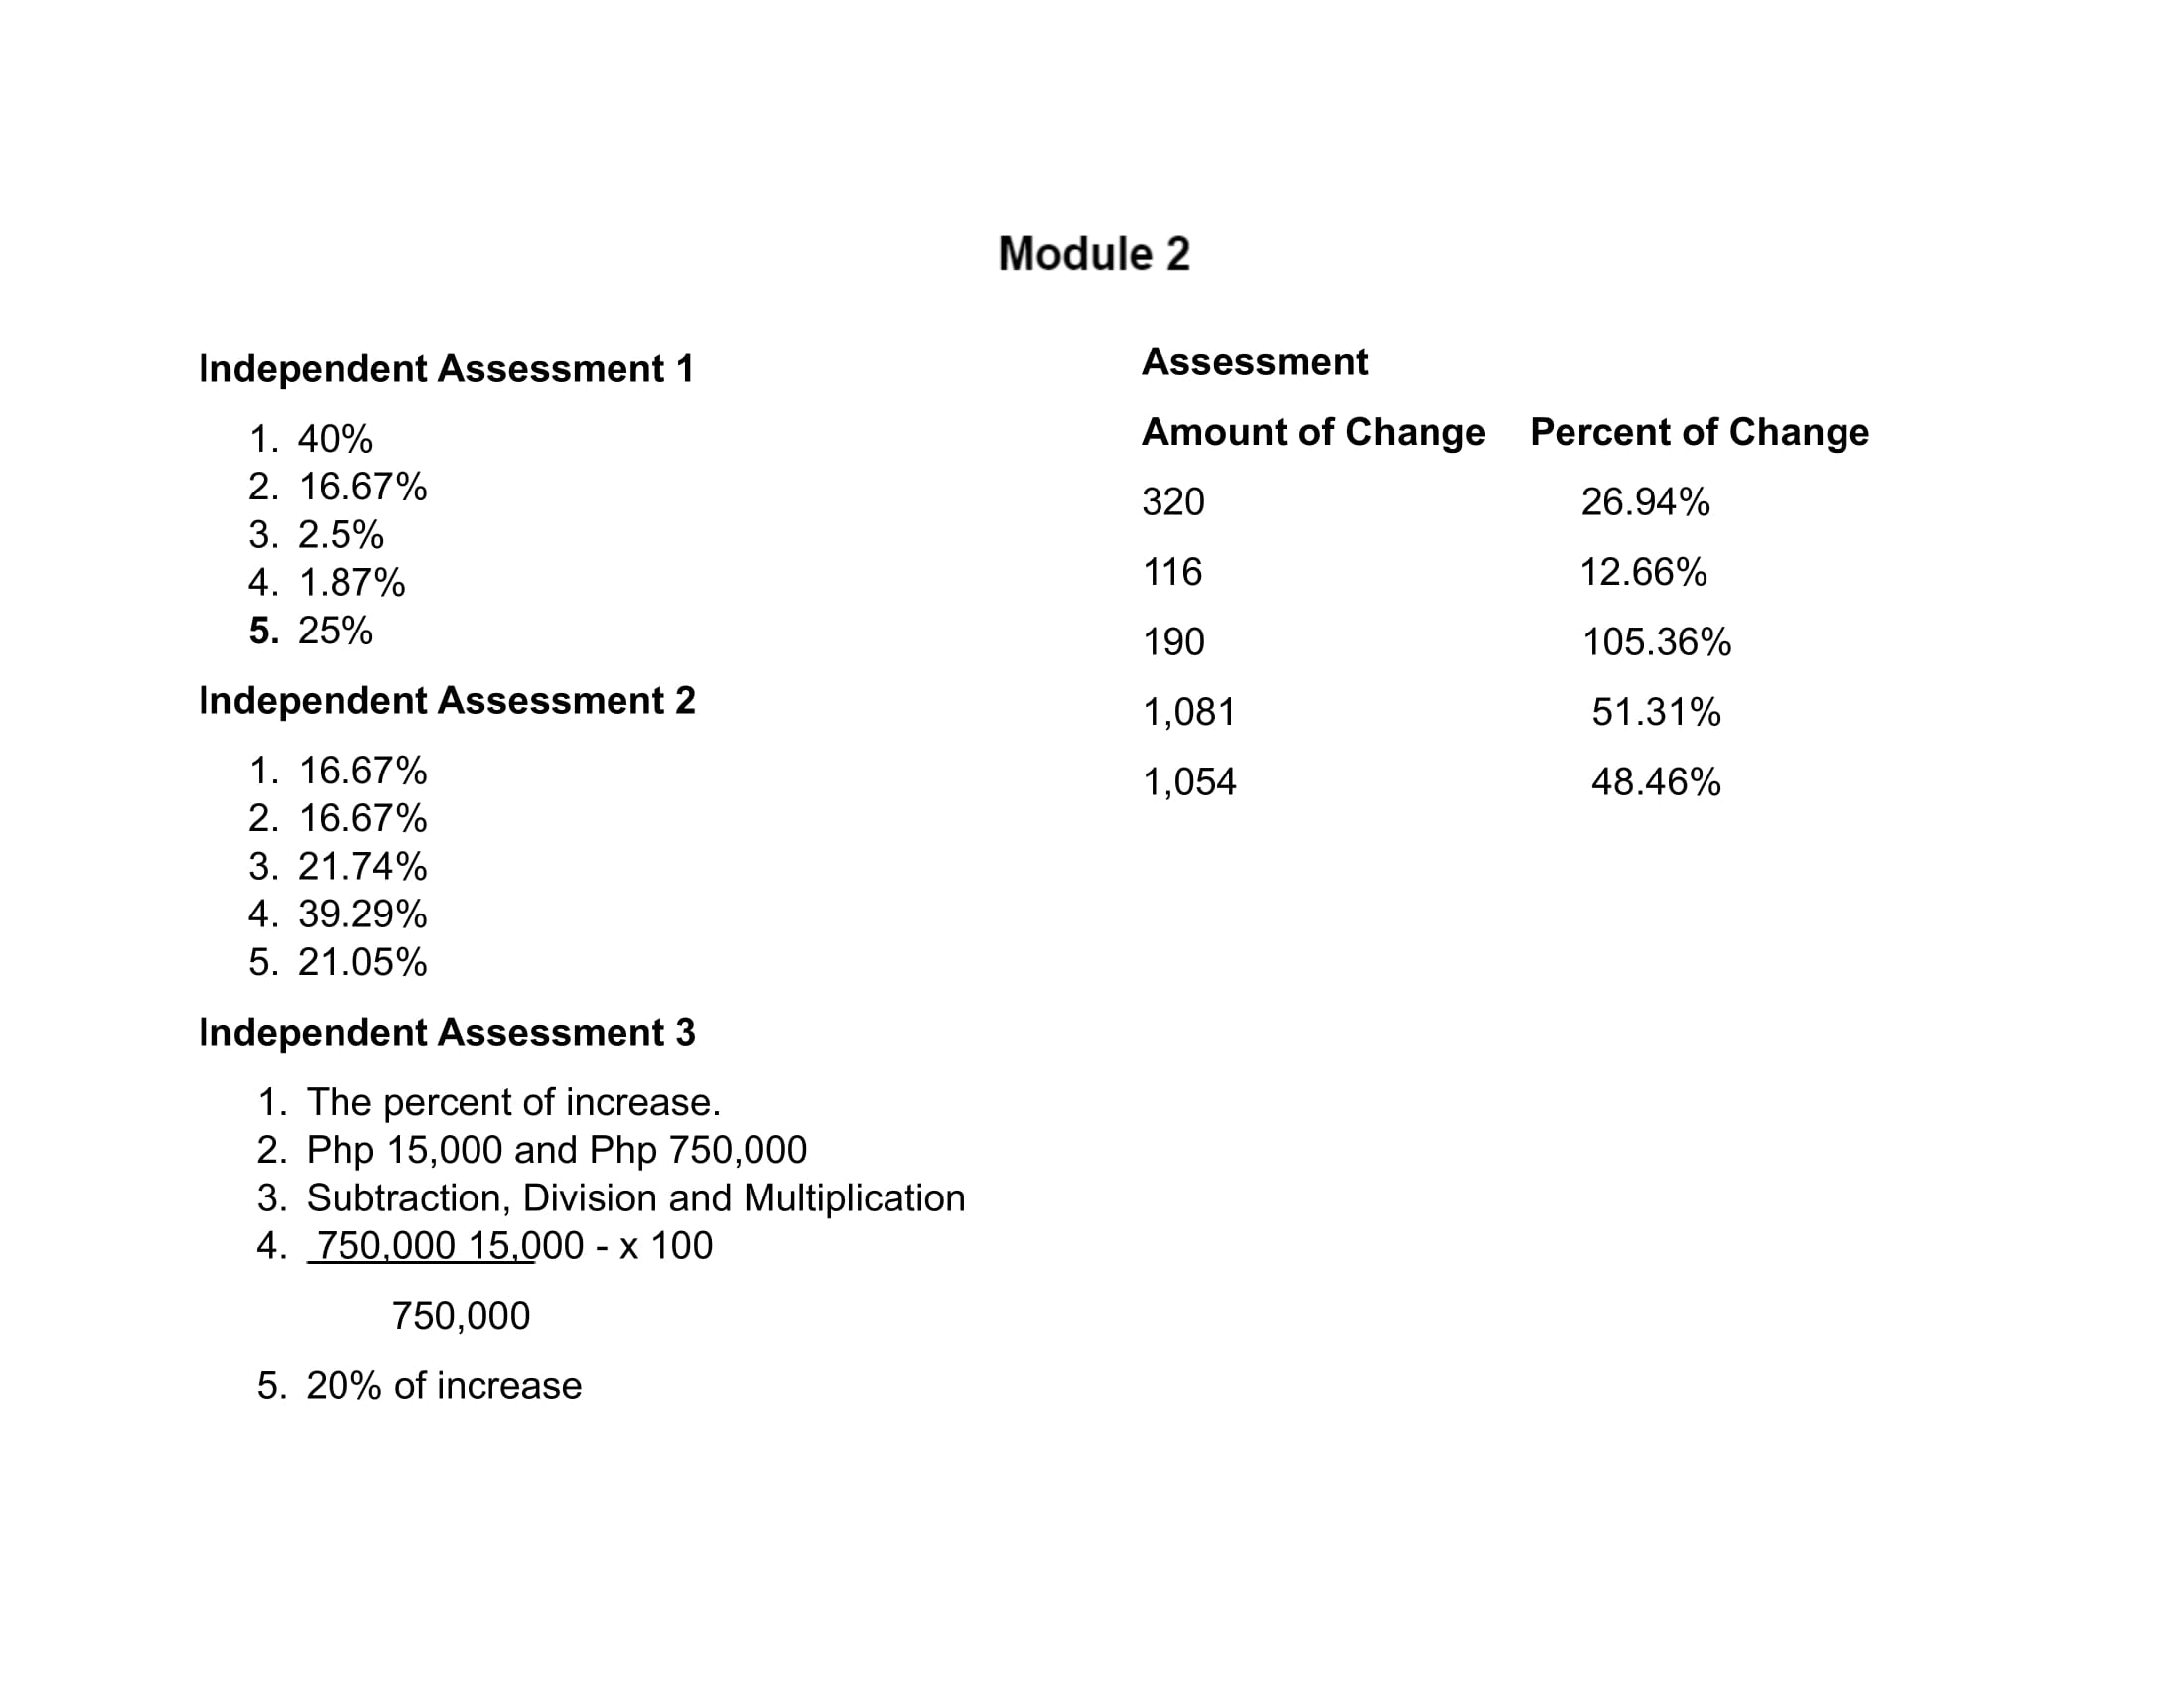 Module 2
Independent Assessment 1
1. 40%
2. 16.67%
3. 2.5%
4. 1.87%
5. 25%
Independent Assessment 2
1. 16.67%
2. 16.67%
3. 21.74%
4. 39.29%
5. 21.05%
Independent Assessment 3
1. The percent of increase.
2. Php 15,000 and Php 750,000
3. Subtraction, Division and Multiplication
4. 750,000 15,000 - x 100
750,000
5. 20% of increase
Assessment
Amount of Change Percent of Change
320 26.94%
116 12.66%
190 105.36%
1,081 51.31%
1,054 48.46%